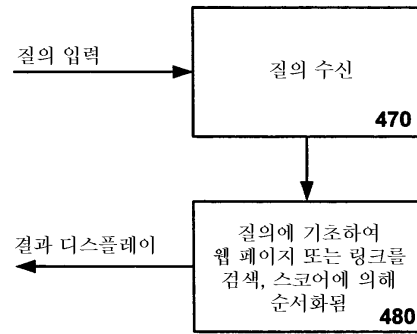 질의 입력
질의 수신
470
결과 디스플레이
질의에 기초하여
웹 페이지 또는 링크를
검색, 스코어에 의해
순서화됨
480